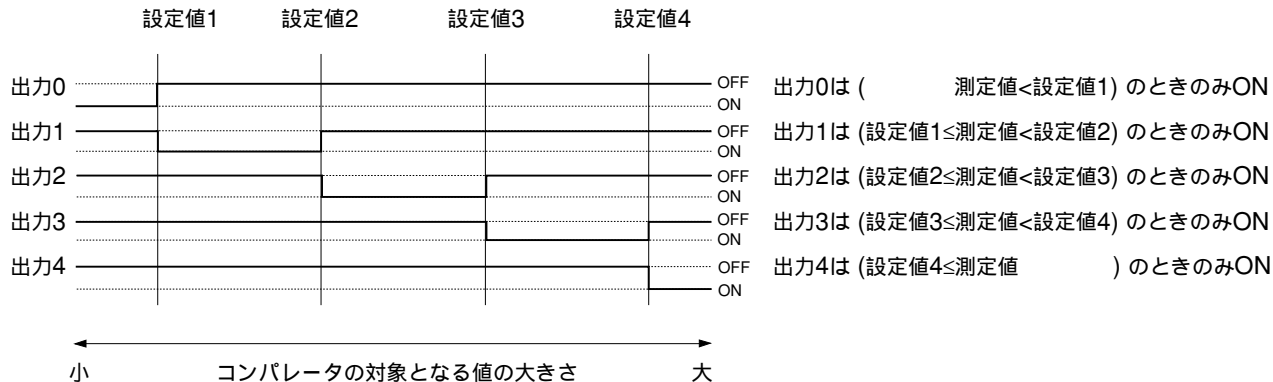 設定値1 設定値2 設定値3 設定値4
出力0 OFF 出力0は ( 測定値<設定値1) のときのみON
ON
出力1 OFF 出力1は (設定値1≤測定値<設定値2) のときのみON
ON
出力2 OFF 出力2は (設定値2≤測定値<設定値3) のときのみON
ON
出力3 OFF 出力3は (設定値3≤測定値<設定値4) のときのみON
ON
出力4 OFF 出力4は (設定値4≤測定値 ) のときのみON
ON
小 コンパレータの対象となる値の大きさ 大